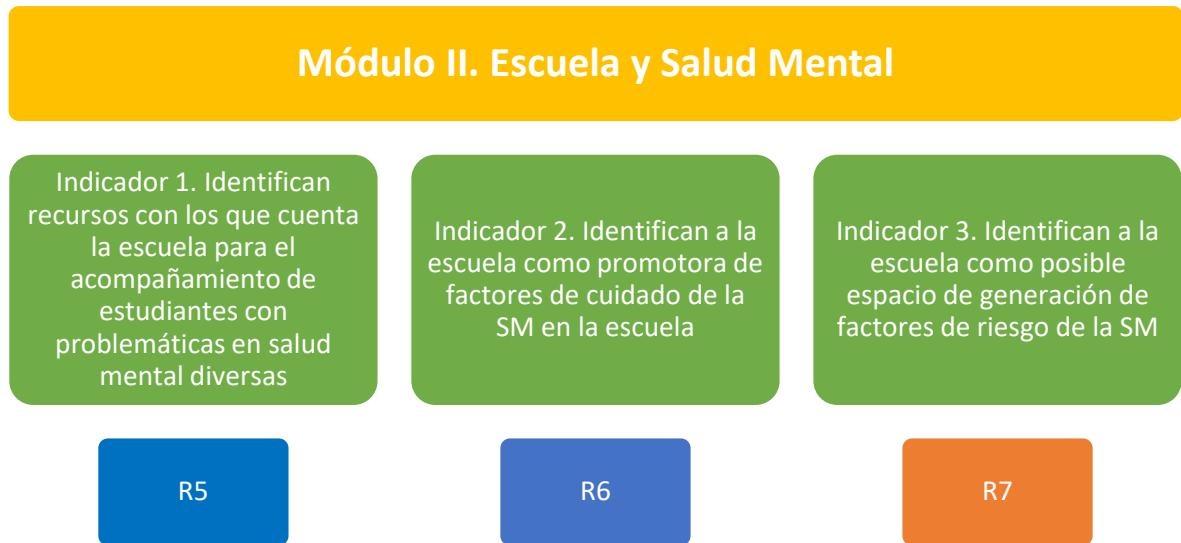 Módulo II. Escuela y Salud Mental
Indicador 1. Identifican
recursos con los que cuenta
la escuela para el
acompañamiento de
estudiantes con
problemáticas en salud
mental diversas
Indicador 2. Identifican a la
escuela como promotora de
factores de cuidado de la
SM en la escuela
Indicador 3. Identifican a la
escuela como posible
espacio de generación de
factores de riesgo de la SM
R5
R6
R7